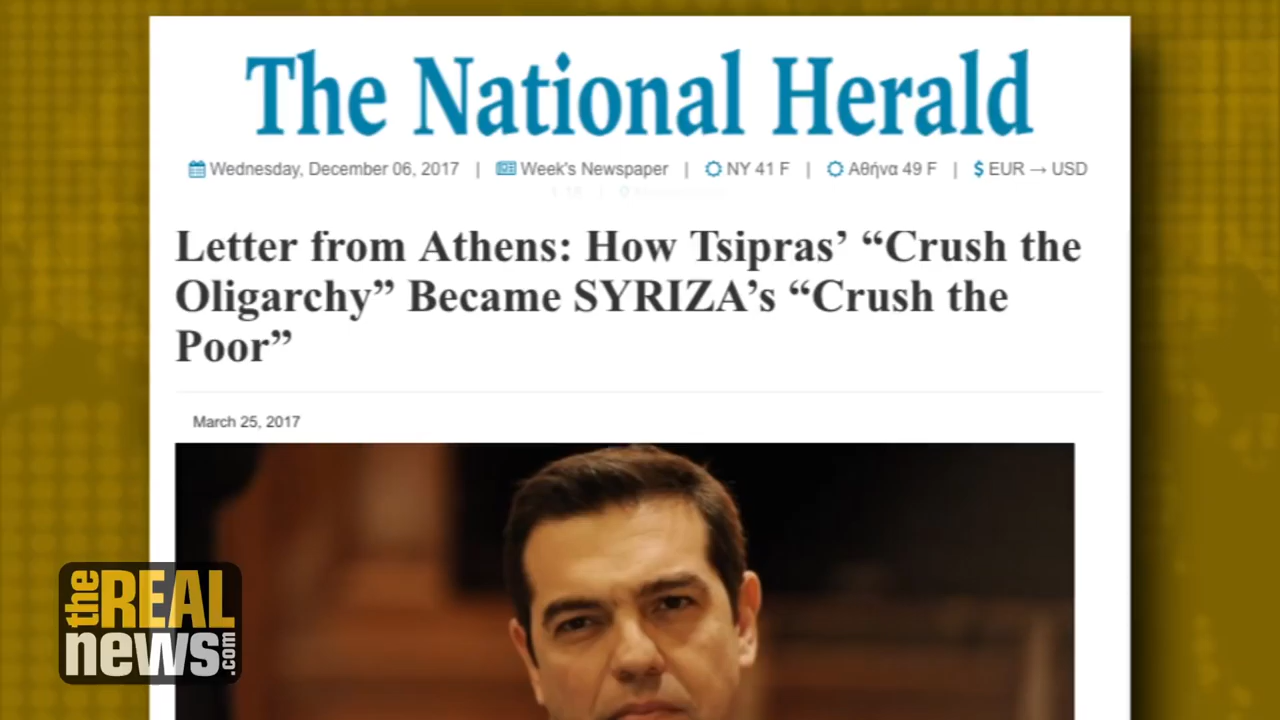 The National Herald
Wednesday, December 06, 2017 | Week's Newspaper | NY 41 F | Αθήνα 49 F | $ EUR → USD
Letter from Athens: How Tsipras’ “Crush the
Oligarchy” Became SYRIZA’s “Crush the
Poor”
March 25, 2017
the REAL
news.com